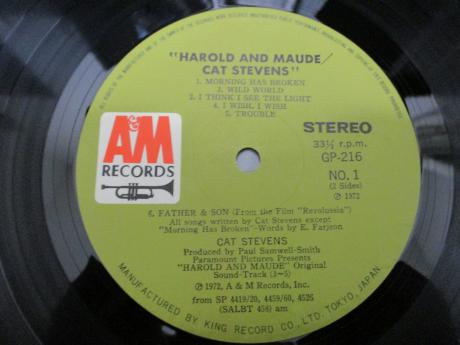 "HAROLD AND MAUDE/
CAT STEVENS"
1. MORNING HAS BROKEN
2. WILD WORLD
3. I THINK I SEE THE LIGHT
4. I WISH, I WISH
5. TROUBLE
A&M
RECORDS
STEREO
33⅓ r.p.m.
GP-216
NO. 1
(2 Sides)
Ⓟ 1972
6. FATHER & SON (From the Film "Revolussia")
All songs written by Cat Stevens except
"Morning Has Broken"-Words by E. Farjeon
CAT STEVENS
Produced by Paul Samwell-Smith
Paramount Pictures Presents
"HAROLD AND MAUDE" Original
Sound-Track (3~5)
Ⓟ 1972, A & M Records, Inc.
from SP 4419/20, 4459/60, 4526
(SALBT 454) am
MANUFACTURED BY KING RECORD CO., LTD. TOKYO, JAPAN